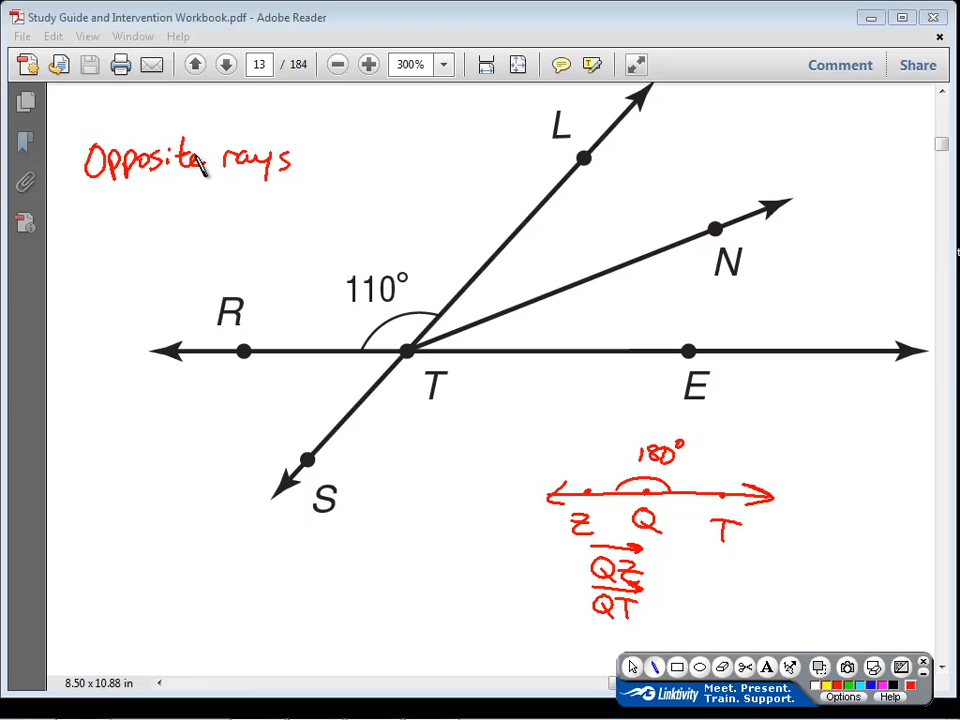 Study Guide and Intervention Workbook.pdf - Adobe Reader
File Edit View Window Help
13 / 184 300% Comment Share
L
Opposite rays
N
110°
R
T
E
180°
S
Z Q T
QZ
QT
8.50 x 10.88 in
A
Linktivity Meet. Present. Train. Meet.
Options Help